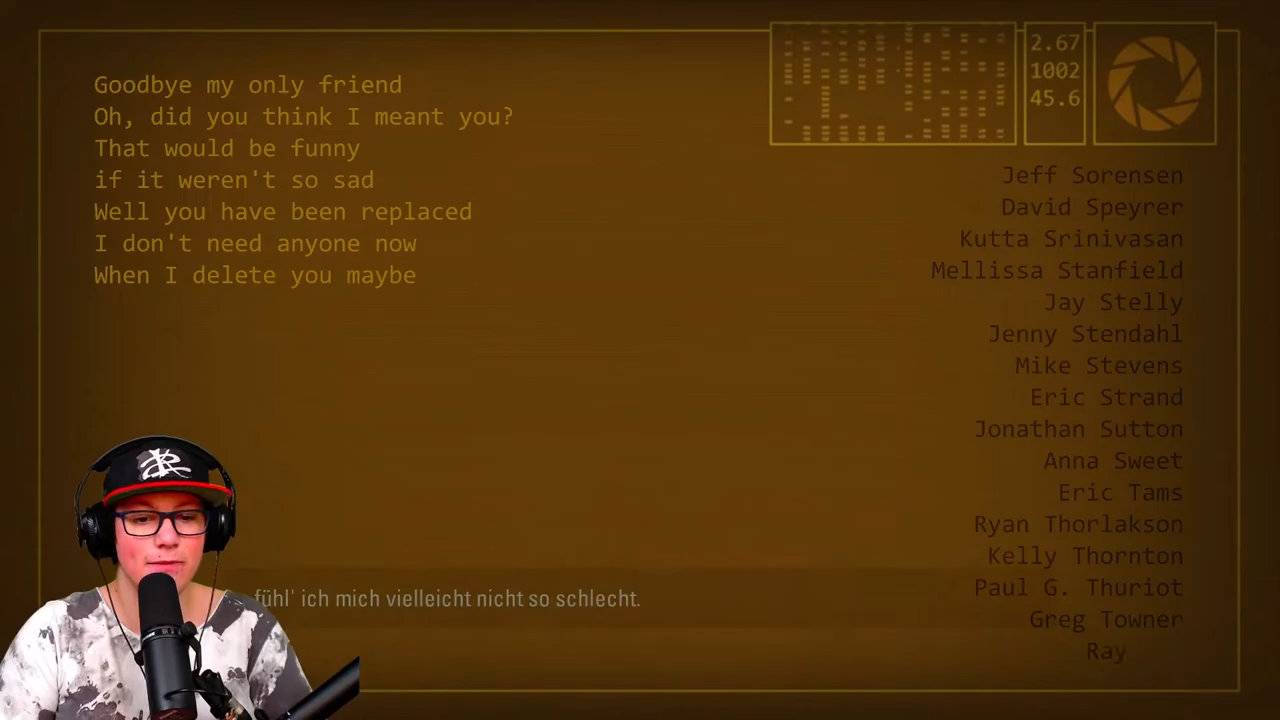 Goodbye my only friend
Oh, did you think I meant you?
That would be funny
if it weren't so sad
Well you have been replaced
I don't need anyone now
When I delete you maybe
2.67
1002
45.6
Jeff Sorensen
David Speyrer
Kutta Srinivasan
Mellissa Stanfield
Jay Stelly
Jenny Stendahl
Mike Stevens
Eric Strand
Jonathan Sutton
Anna Sweet
Eric Tams
Ryan Thorlakson
Kelly Thornton
Paul G. Thuriot
Greg Towner
Ray
fühl' ich mich vielleicht nicht so schlecht.